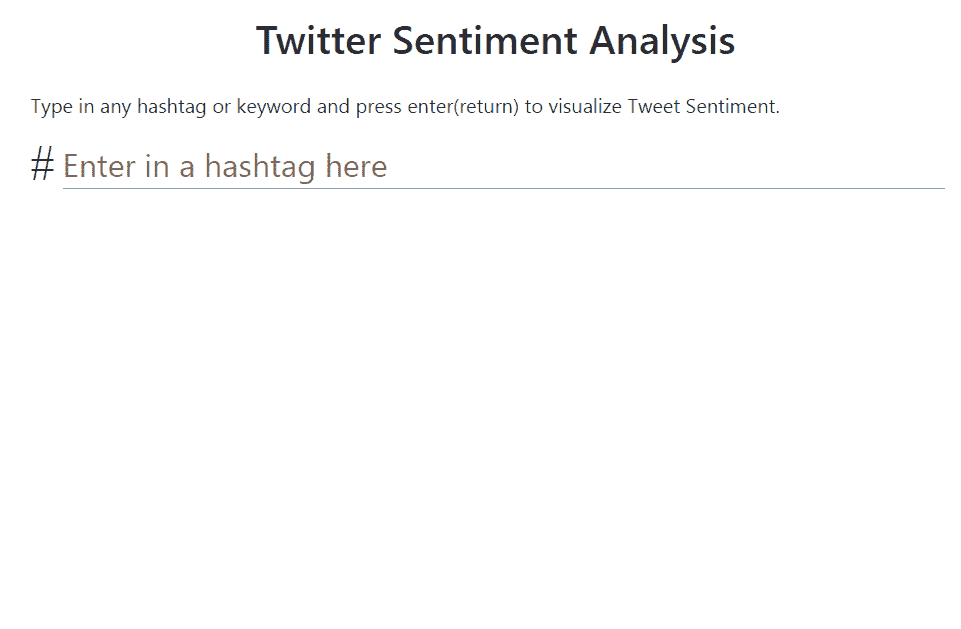 Twitter Sentiment Analysis
Type in any hashtag or keyword and press enter(return) to visualize Tweet Sentiment.
# Enter in a hashtag here